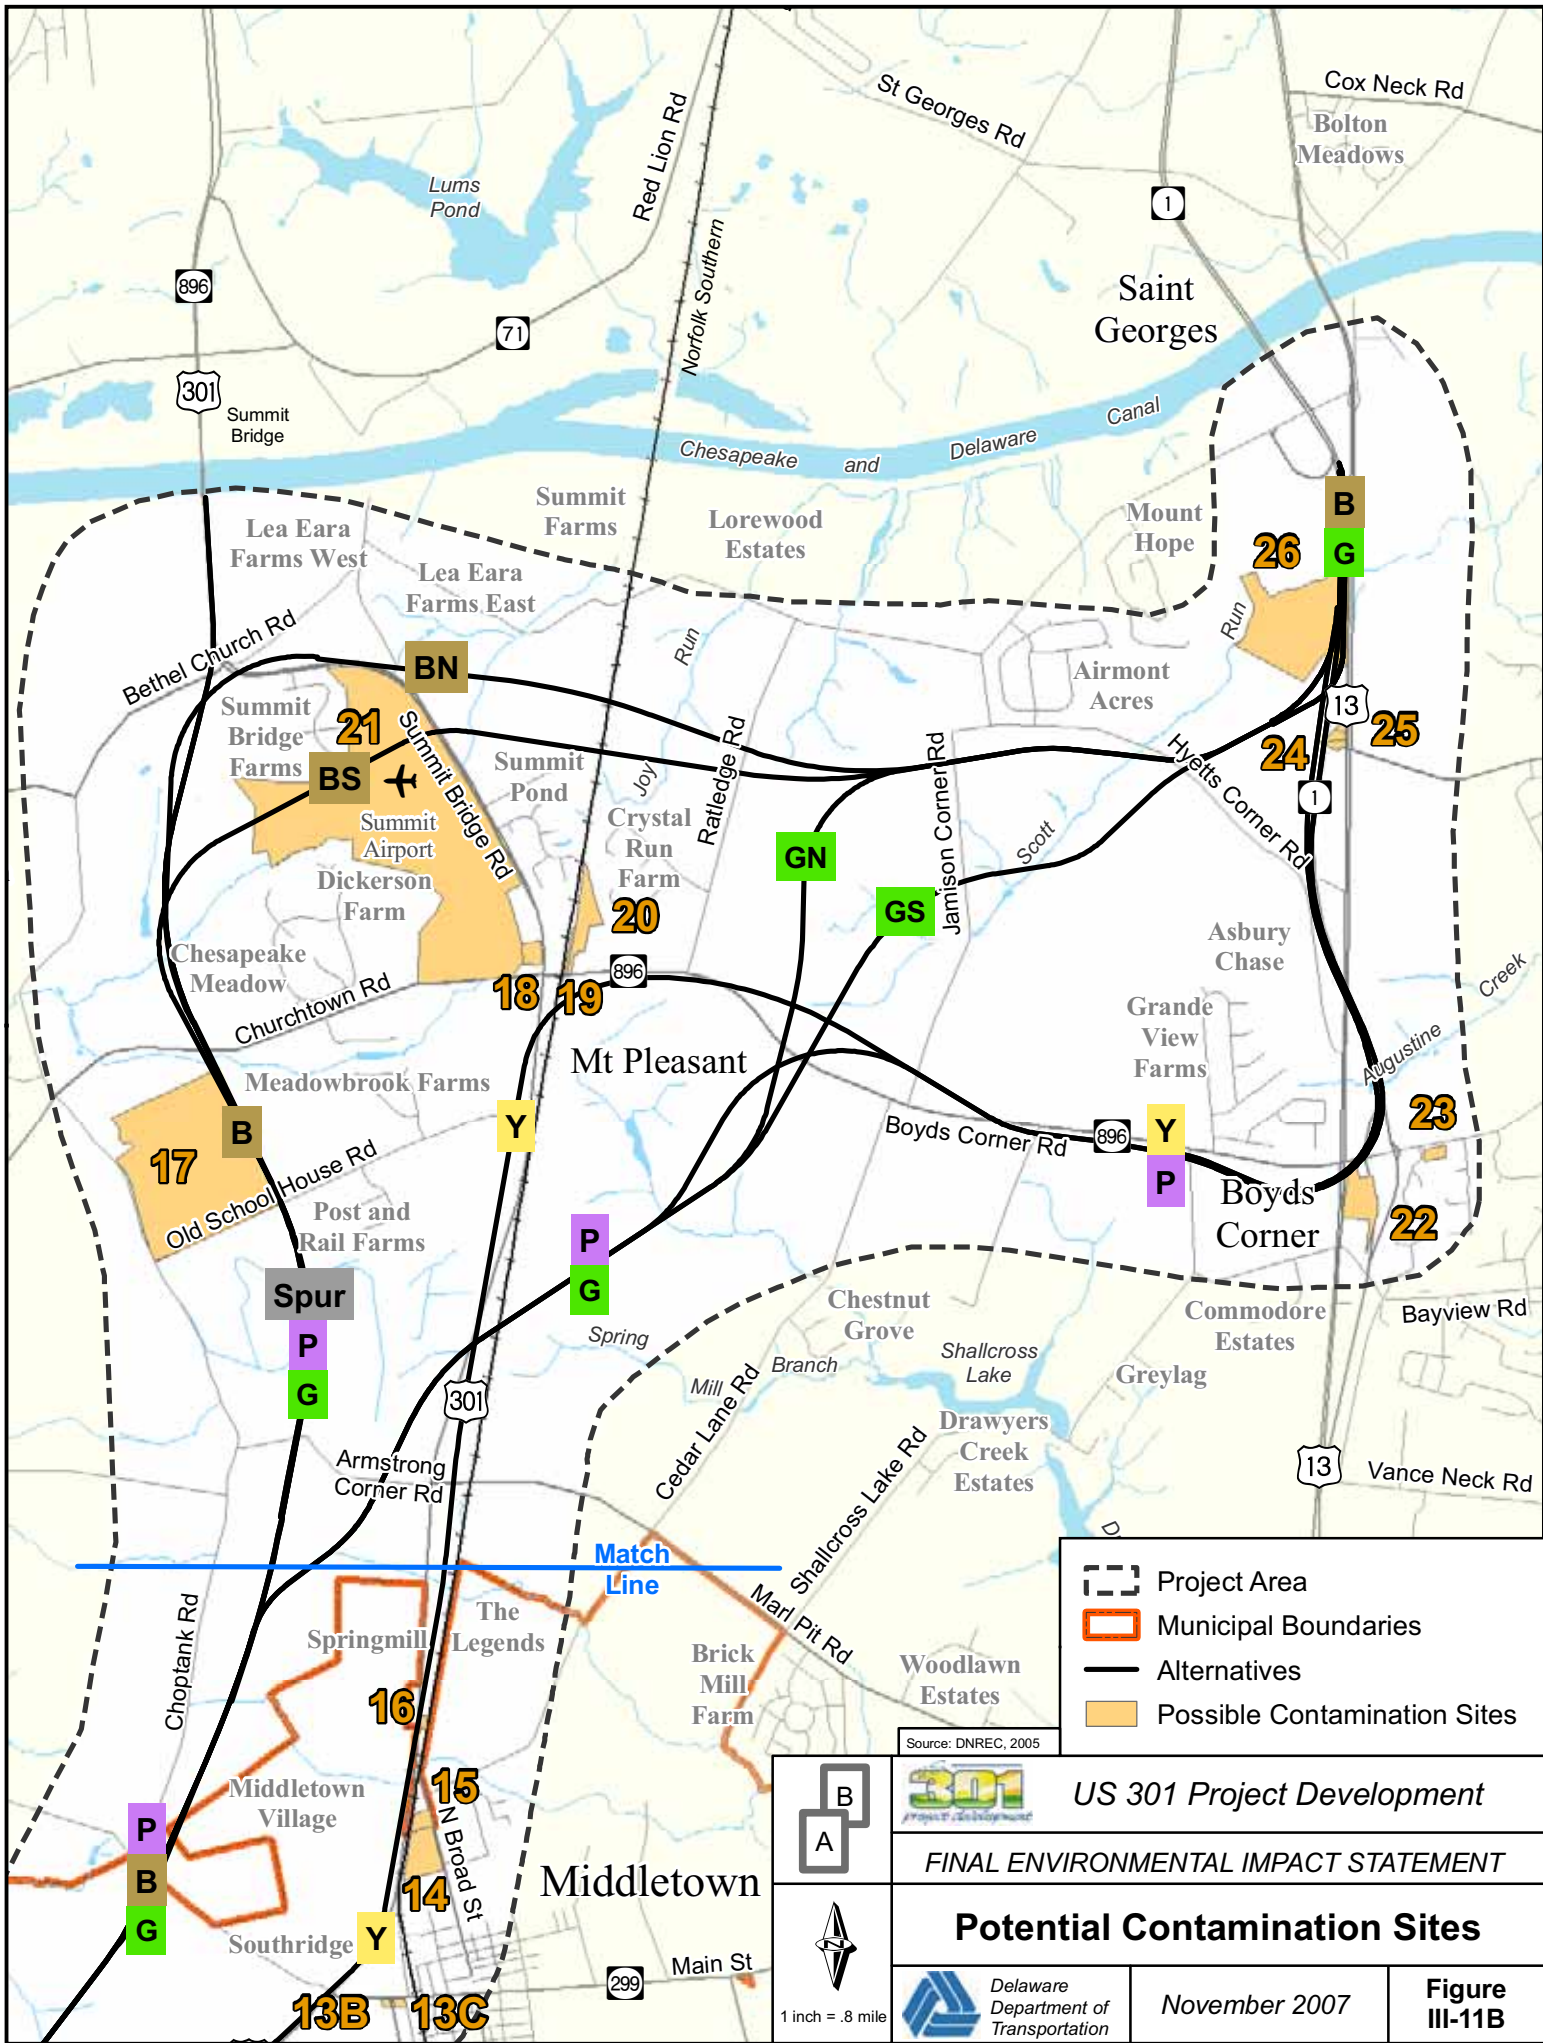 Cox Neck Rd
St Georges Rd
Bolton
Meadows
Red Lion Rd
Lums
Pond
1
Norfolk Southern
896
Saint
Georges
71
301
Summit
Bridge
Chesapeake and Delaware Canal
Summit
Farms
Lorewood
Estates
Mount
Hope
Lea Eara
Farms West
Lea Eara
Farms East
B
G
26
Run
Bethel Church Rd
BN
Run
Airmont
Acres
Summit
Bridge
Farms
21
Summit Bridge Rd
Ratledge Rd
Jamison Corner Rd
Hyetts Corner Rd
13
25
24
BS
Summit
Pond
Joy
1
Summit
Airport
Crystal
Run
Farm
Scott
GN
Dickerson
Farm
20
GS
Asbury
Chase
Chesapeake
Meadow
896
Creek
18
19
Churchtown Rd
Grande
View
Farms
Augustine
Mt Pleasant
Meadowbrook Farms
B
Y
Boyds Corner Rd
896
Y
P
23
17
Old School House Rd
Boyds
Corner
22
Post and
Rail Farms
P
G
Spur
P
G
Chestnut
Grove
Commodore
Estates
Bayview Rd
Spring
Mill
Branch
Shallcross
Lake
Greylag
301
Cedar Lane Rd
Drawyers
Creek
Estates
Shallcross Lake Rd
Armstrong
Corner Rd
13
Vance Neck Rd
Match
Line
Choptank Rd
Springmill
The
Legends
Marl Pit Rd
Brick
Mill
Farm
Woodlawn
Estates
16
Middletown
Village
15
N Broad St
P
B
G
14
Middletown
Southridge
Y
Main St
299
13B
13C
Project Area
Municipal Boundaries
Alternatives
Possible Contamination Sites
Source: DNREC, 2005
B
A
301
project development
US 301 Project Development
FINAL ENVIRONMENTAL IMPACT STATEMENT
N
1 inch = .8 mile
Potential Contamination Sites
Delaware
Department of
Transportation
November 2007
Figure
III-11B